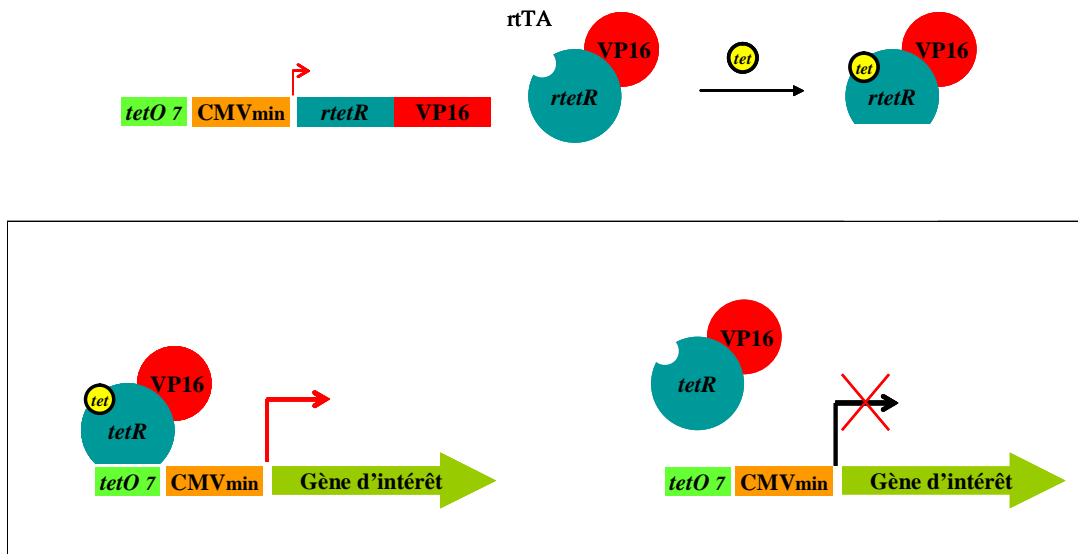 rtTA
VP16
rtetR
tet
VP16
tet
rtetR
tetO 7 CMVmin rtetR VP16
VP16
tet
tetR
tetO 7 CMVmin Gène d'intérêt
VP16
tetR
tetO 7 CMVmin Gène d'intérêt